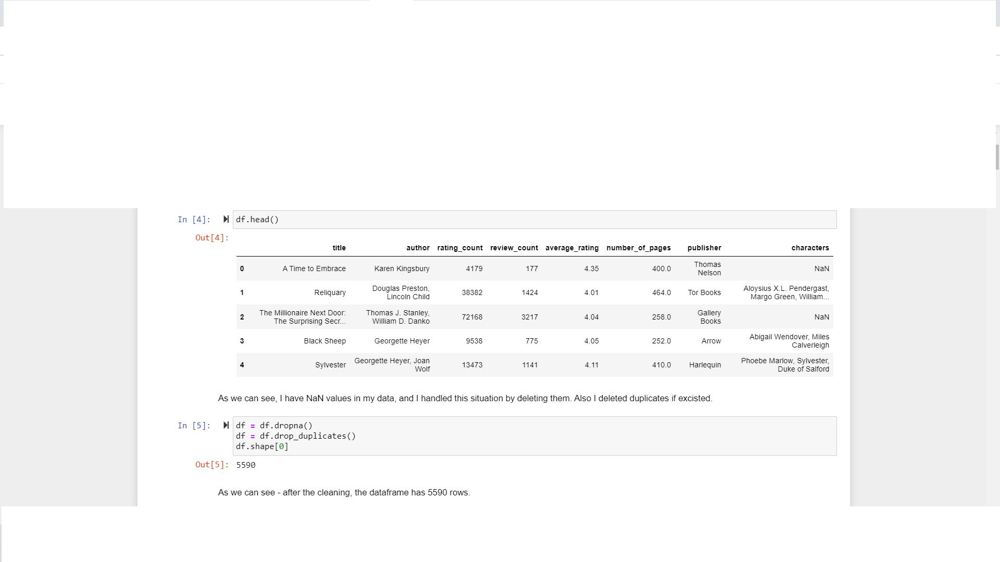 In [4]: df.head()
Out[4]:
title author rating_count review_count average_rating number_of_pages publisher characters
0 A Time to Embrace Karen Kingsbury 4179 177 4.35 400.0 Thomas Nelson NaN
1 Reliquary Douglas Preston, Lincoln Child 38382 1424 4.01 464.0 Tor Books Aloysius X.L. Pendergast, Margo Green, William...
2 The Millionaire Next Door: The Surprising Secr... Thomas J. Stanley, William D. Danko 72168 3217 4.04 258.0 Gallery Books NaN
3 Black Sheep Georgette Heyer 9538 775 4.05 252.0 Arrow Abigail Wendover, Miles Calverleigh
4 Sylvester Georgette Heyer, Joan Wolf 13473 1141 4.11 410.0 Harlequin Phoebe Marlow, Sylvester, Duke of Salford
As we can see, I have NaN values in my data, and I handled this situation by deleting them. Also I deleted duplicates if excisted.
In [5]: df = df.dropna()
df = df.drop_duplicates()
df.shape[0]
Out[5]: 5590
As we can see - after the cleaning, the dataframe has 5590 rows.